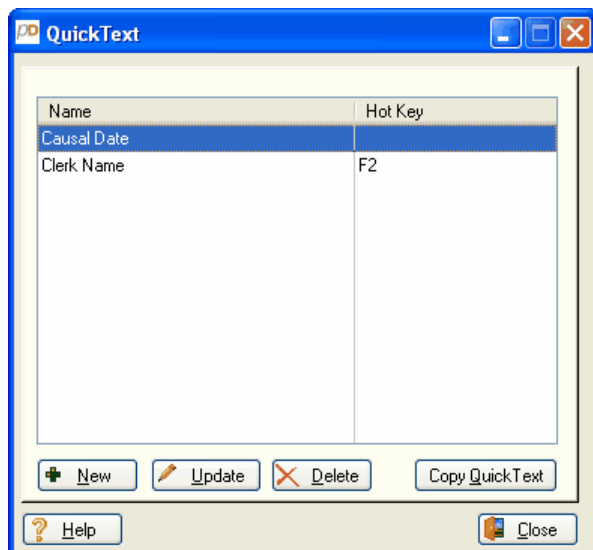 pD QuickText
Name Hot Key
Causal Date
Clerk Name F2
New Update Delete Copy QuickText
? Help Close